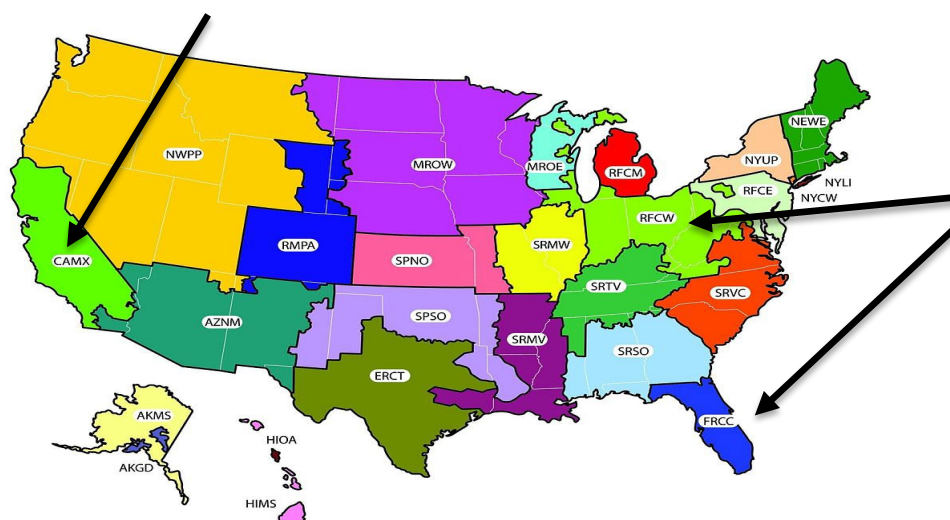 NEWE
NWPP
NYUP
MROW
MROE
RFCM
NYLI
RFCE
NYCW
RFCW
RMPA
SRMW
CAMX
SPNO
SRTV
SRVC
AZNM
SPSO
SRMV
SRSO
ERCT
AKMS
FRCC
HIOA
AKGD
HIMS